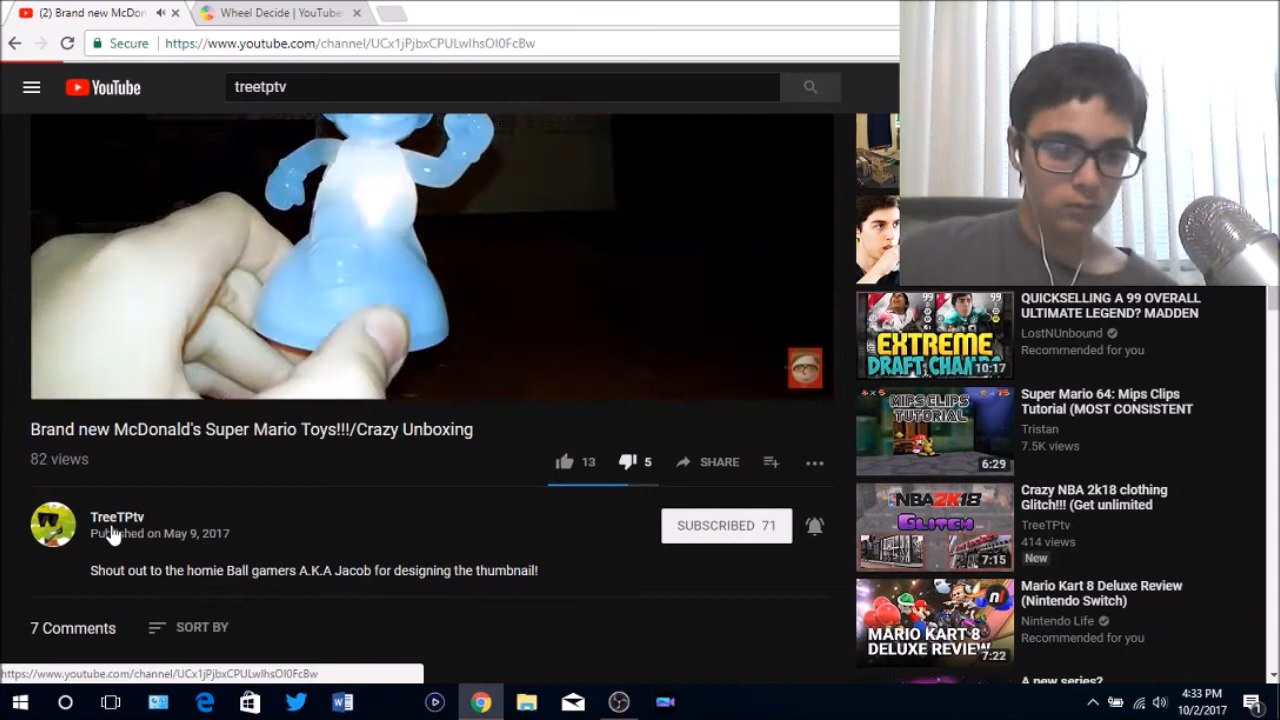 (2) Brand new McDon
Wheel Decide | YouTube
Secure
https://www.youtube.com/channel/UCx1jPjbxCPULwIhsOI0FcBw
YouTube
treetptv
Brand new McDonald's Super Mario Toys!!!/Crazy Unboxing
82 views
13
5
SHARE
TreeTPtv
Published on May 9, 2017
SUBSCRIBED 71
Shout out to the homie Ball games A.K.A Jacob for designing the thumbnail!
7 Comments
SORT BY
99
99
EXTREME
DRAFT CHAMPS
10:17
QUICKSELLING A 99 OVERALL
ULTIMATE LEGEND? MADDEN
LostNUnbound
Recommended for you
MIPS CLIPS
TUTORIAL
6:29
Super Mario 64: Mips Clips
Tutorial (MOST CONSISTENT
Tristan
7.5K views
NBA2K18
GLITCH
7:15
Crazy NBA 2k18 clothing
Glitch!!! (Get unlimited
TreeTPtv
414 views
New
MARIO KART 8
DELUXE REVIEW
7:22
Mario Kart 8 Deluxe Review
(Nintendo Switch)
Nintendo Life
Recommended for you
A new series?
https://www.youtube.com/channel/UCx1jPjbxCPULwIhsOI0FcBw
4:33 PM
10/2/2017
1